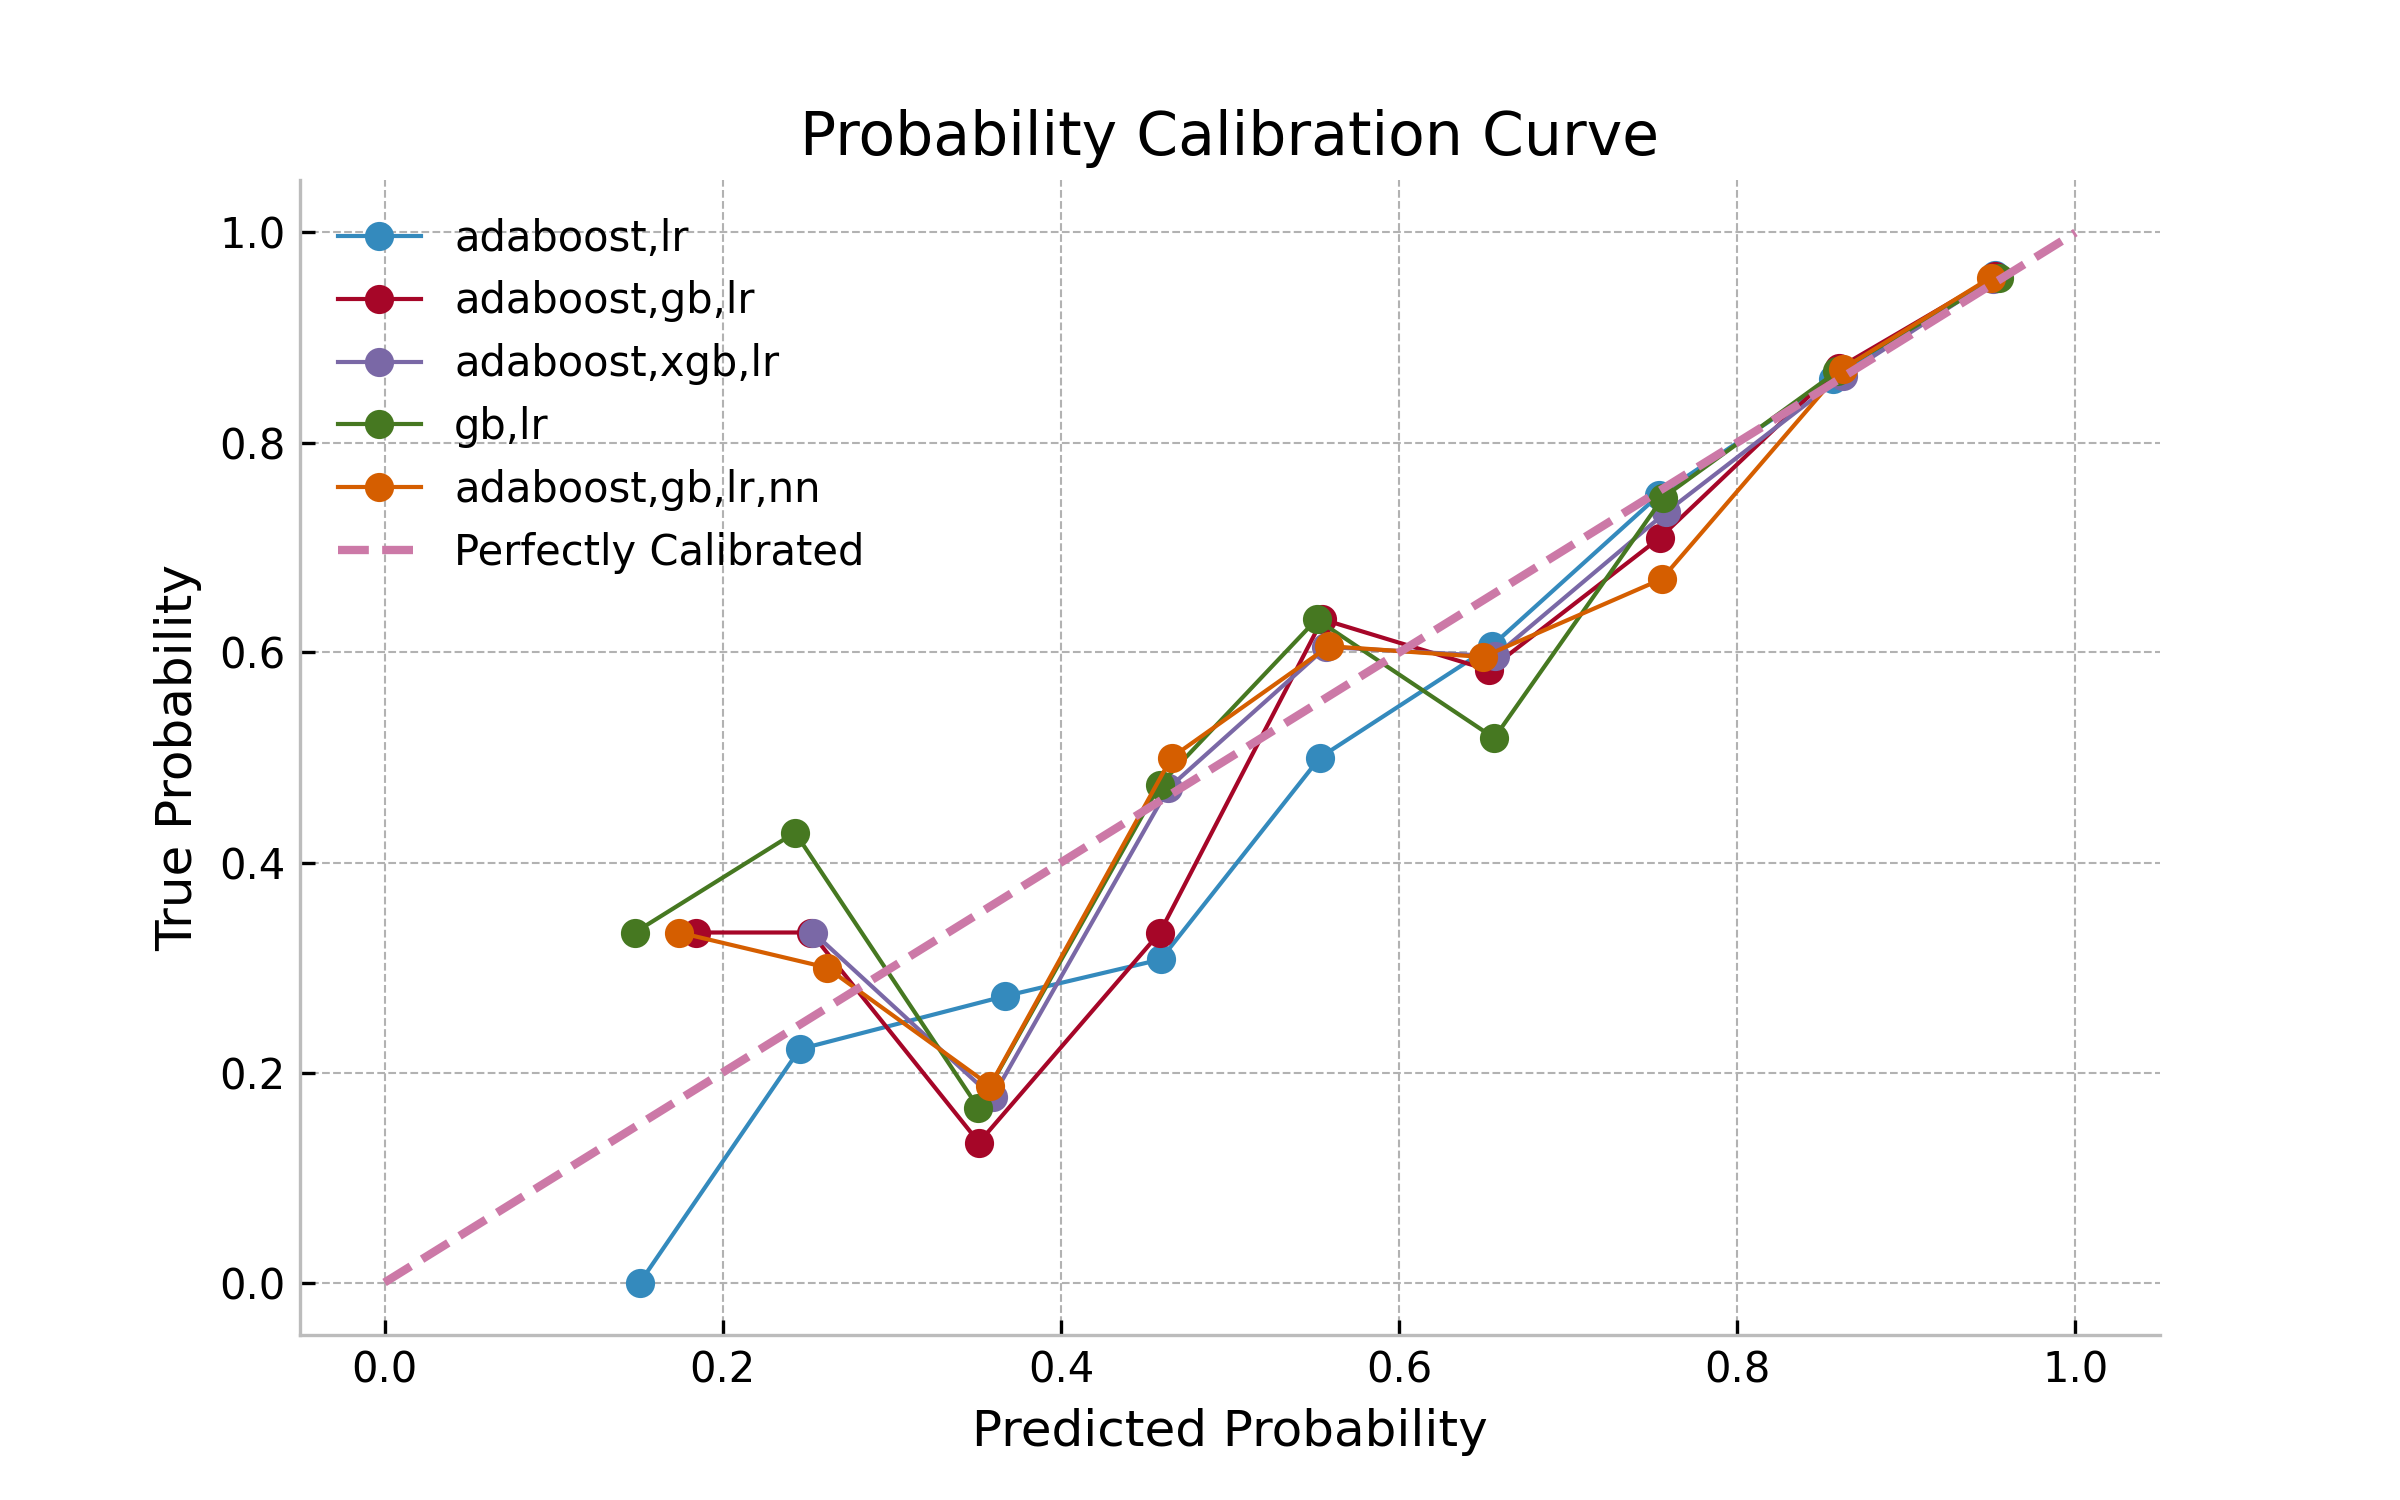 Probability Calibration Curve
adaboost,lr
adaboost,gb,lr
adaboost,xgb,lr
gb,lr
adaboost,gb,lr,nn
Perfectly Calibrated
True Probability
1.0
0.8
0.6
0.4
0.2
0.0
0.0 0.2 0.4 0.6 0.8 1.0
Predicted Probability